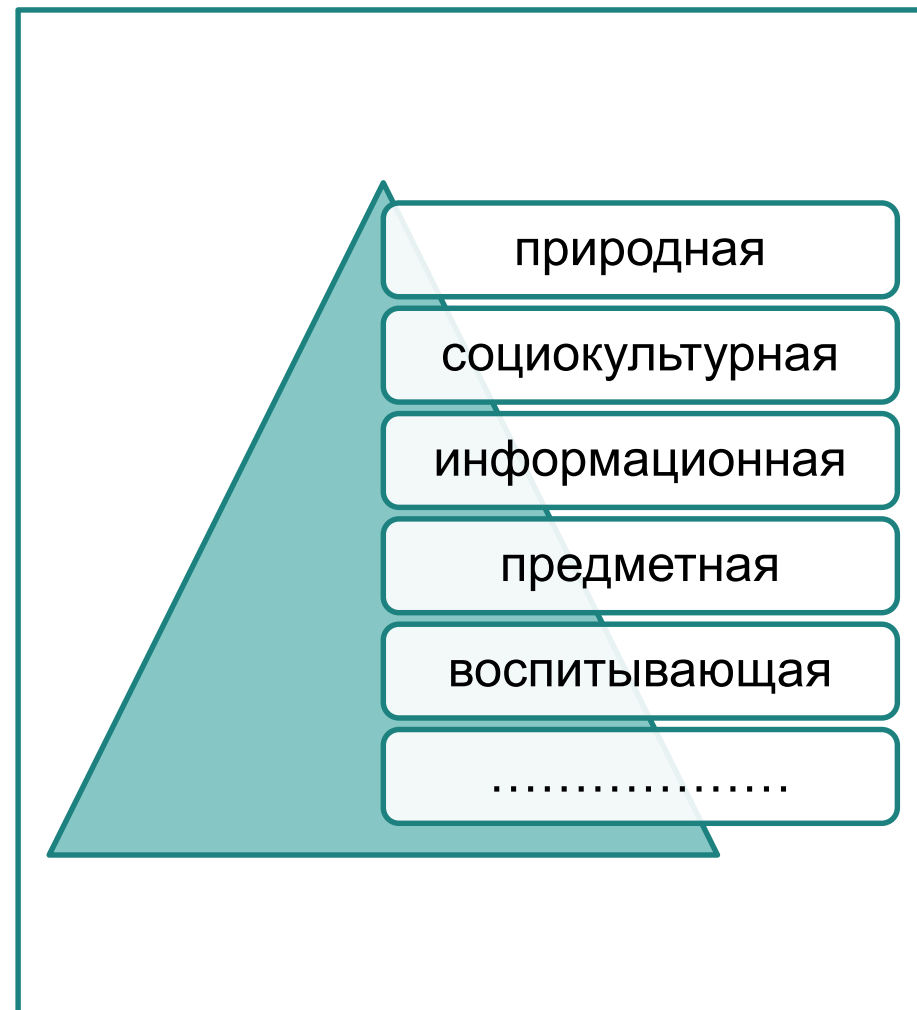 природная
социокультурная
информационная
предметная
воспитывающая
………………